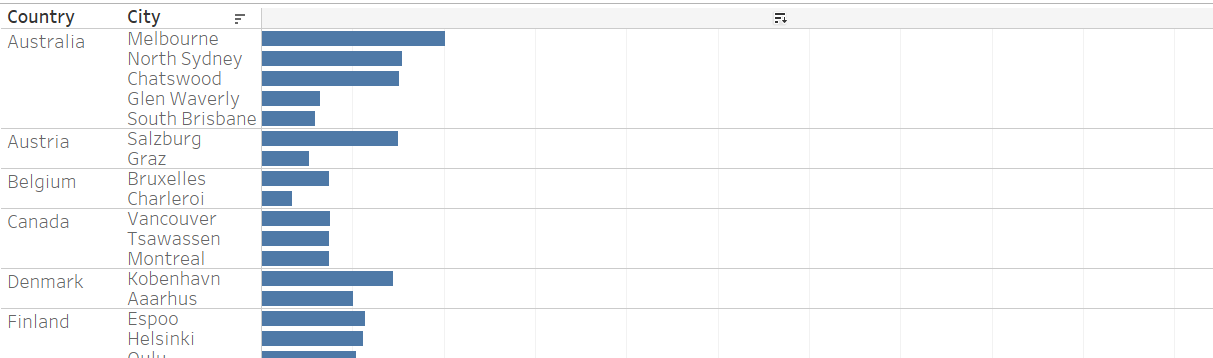 Country City
Australia Melbourne
North Sydney
Chatswood
Glen Waverly
South Brisbane
Austria Salzburg
Graz
Belgium Bruxelles
Charleroi
Canada Vancouver
Tsawassen
Montreal
Denmark Kobenhavn
Aaarhus
Finland Espoo
Helsinki